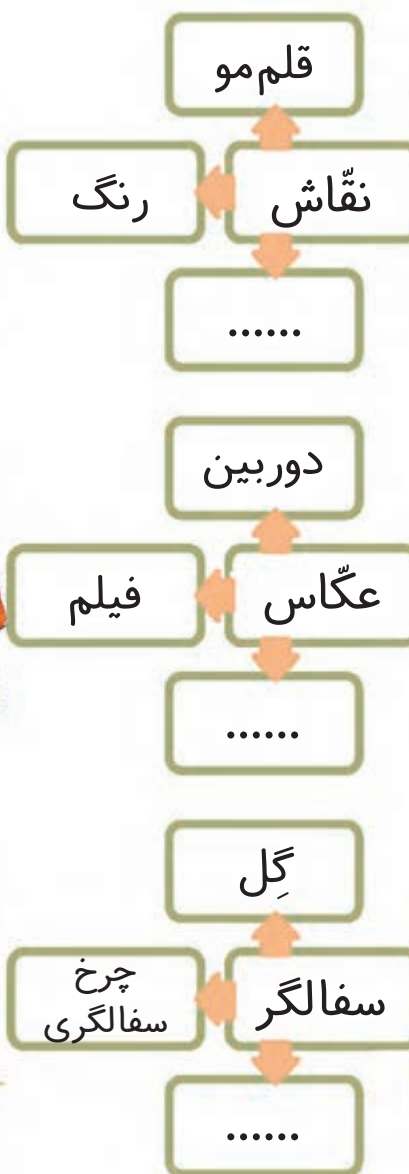 قلم‌مو
نقّاش
رنگ
......
دوربین
عکّاس
فیلم
......
گِل
سفالگر
چرخ
سفالگری
......